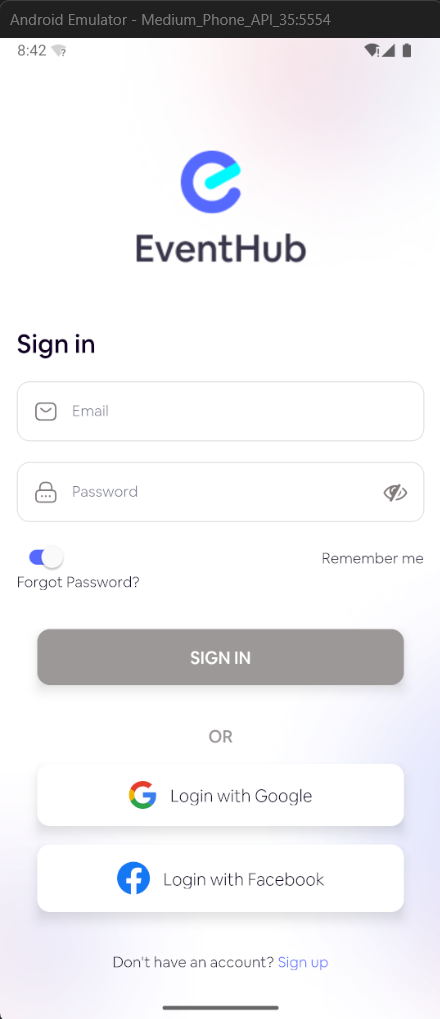 Android Emulator - Medium_Phone_API_35:5554
8:42
EventHub
Sign in
Email
Password
Remember me
Forgot Password?
SIGN IN
OR
Login with Google
Login with Facebook
Don't have an account? Sign up